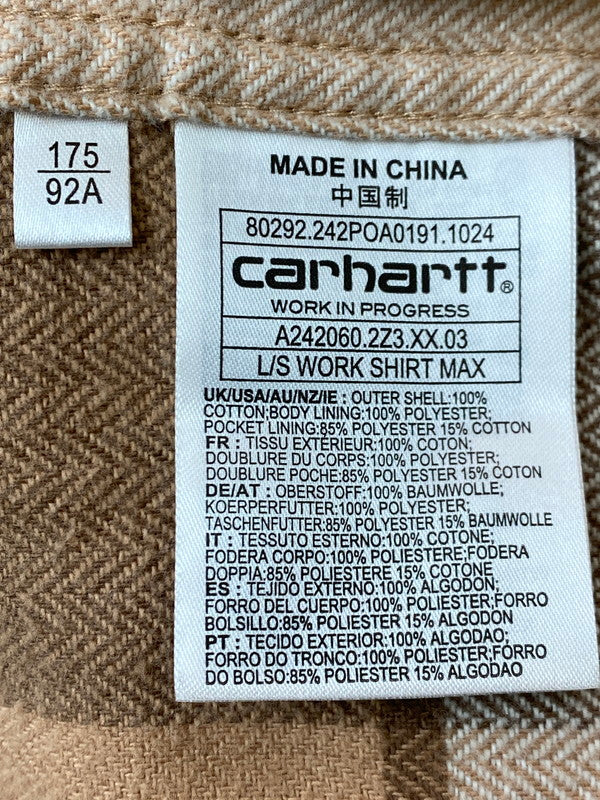 175
92A
MADE IN CHINA
中国制
80292.242POA0191.1024
carhartt®
WORK IN PROGRESS
A242060.2Z3.XX.03
L/S WORK SHIRT MAX
UK/USA/AU/NZ/IE : OUTER SHELL:100%
COTTON;BODY LINING:100% POLYESTER;
POCKET LINING:85% POLYESTER 15% COTTON
FR : TISSU EXTÉRIEUR:100% COTON;
DOUBLURE DU CORPS:100% POLYESTER;
DOUBLURE POCHE:85% POLYESTER 15% COTON
DE/AT : OBERSTOFF:100% BAUMWOLLE;
KOERPERFUTTER:100% POLYESTER;
TASCHENFUTTER:85% POLYESTER 15% BAUMWOLLE
IT : TESSUTO ESTERNO:100% COTONE;
FODERA CORPO:100% POLIESTERE;FODERA
DOPPIA:85% POLIESTERE 15% COTONE
ES : TEJIDO EXTERNO:100% ALGODÓN;
FORRO DEL CUERPO:100% POLIESTER;FORRO
BOLSILLO:85% POLIESTER 15% ALGODÓN
PT : TECIDO EXTERIOR:100% ALGODAO;
FORRO DO TRONCO:100% POLIESTER;FORRO
DO BOLSO:85% POLIESTER 15% ALGODAO